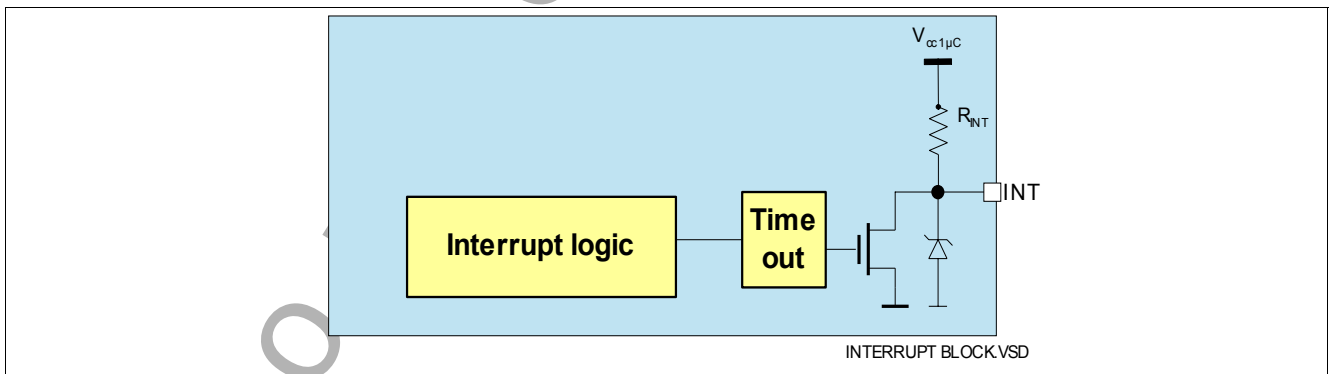 V cc1µC
R INT
INT
Interrupt logic
Time
out
INTERRUPT BLOCK.VSD